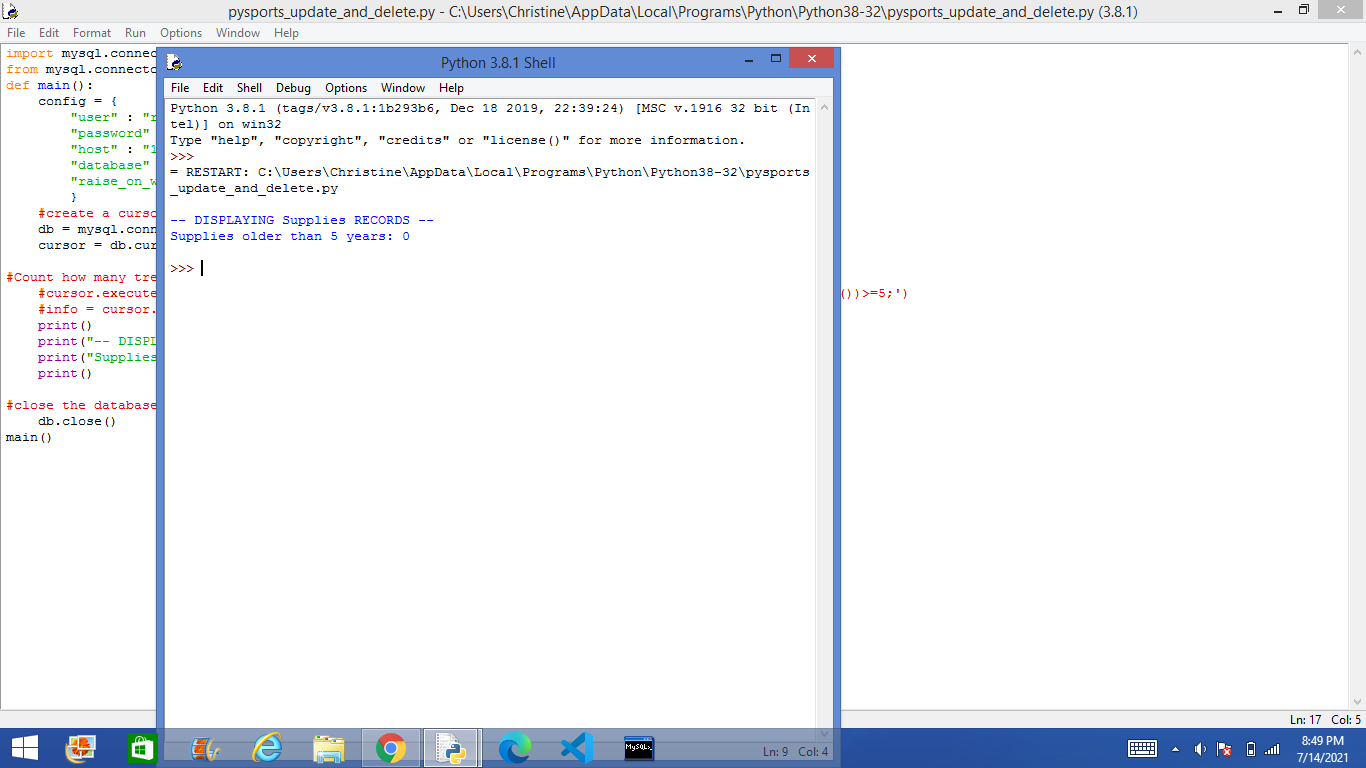 pysports_update_and_delete.py - C:\Users\Christine\AppData\Local\Programs\Python\Python38-32\pysports_update_and_delete.py (3.8.1)
File Edit Format Run Options Window Help
import mysql.connec
from mysql.connecto
def main():
config = {
"user" : "r
"password"
"host" : "l
"database"
"raise_on_w
}
#create a curso
db = mysql.conn
cursor = db.cur
#Count how many tre
#cursor.execute
())>=5;')
#info = cursor.
print()
print("-- DISPL
print("Supplies
print()
#close the database
db.close()
main()
Python 3.8.1 Shell
File Edit Shell Debug Options Window Help
Python 3.8.1 (tags/v3.8.1:1b293b6, Dec 18 2019, 22:39:24) [MSC v.1916 32 bit (In
tel)] on win32
Type "help", "copyright", "credits" or "license()" for more information.
>>>
= RESTART: C:\Users\Christine\AppData\Local\Programs\Python\Python38-32\pysports
_update_and_delete.py
-- DISPLAYING Supplies RECORDS --
Supplies older than 5 years: 0
>>>
Ln: 17 Col: 5
Ln: 9 Col: 4
8:49 PM
7/14/2021